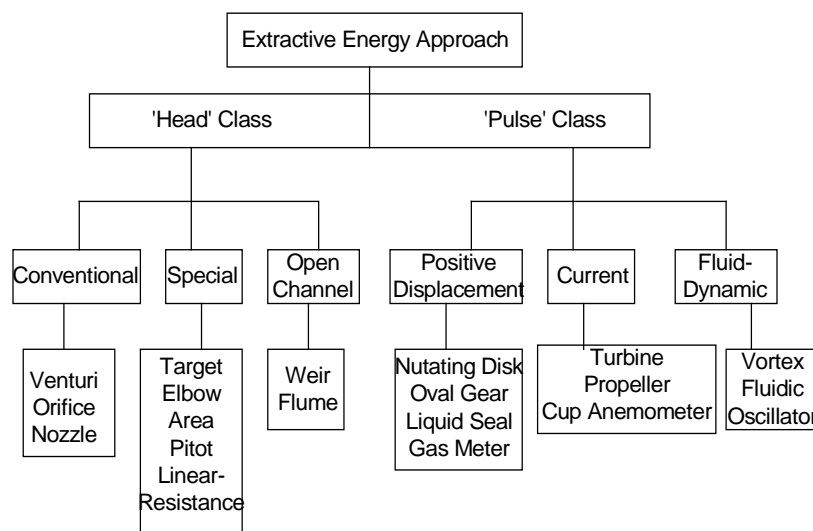 Extractive Energy Approach
'Head' Class
'Pulse' Class
Conventional
Special
Open
Channel
Positive
Displacement
Current
Fluid-
Dynamic
Venturi
Orifice
Nozzle
Target
Elbow
Area
Pitot
Linear-
Resistance
Weir
Flume
Nutating Disk
Oval Gear
Liquid Seal
Gas Meter
Turbine
Propeller
Cup Anemometer
Vortex
Fluidic
Oscillator